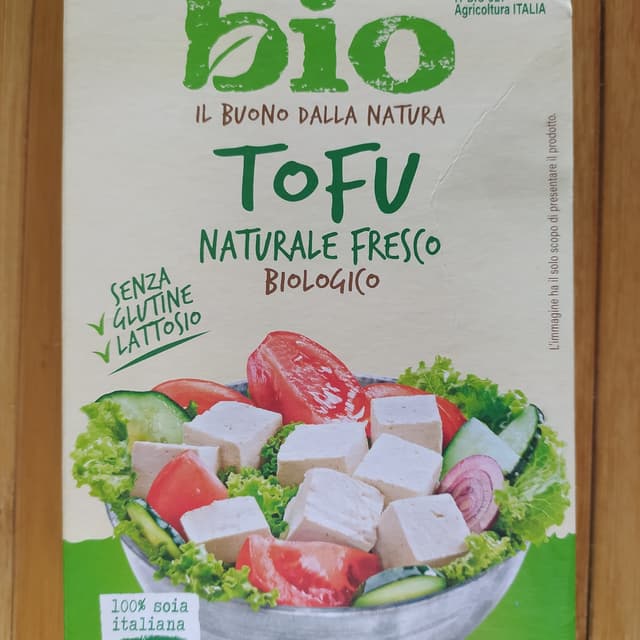 Agricoltura ITALIA
bio
IL BUONO DALLA NATURA
TOFU
NATURALE FRESCO
BIOLOGICO
SENZA
GLUTINE
LATTOSIO
L'immagine ha il solo scopo di presentare il prodotto.
100% soia
italiana